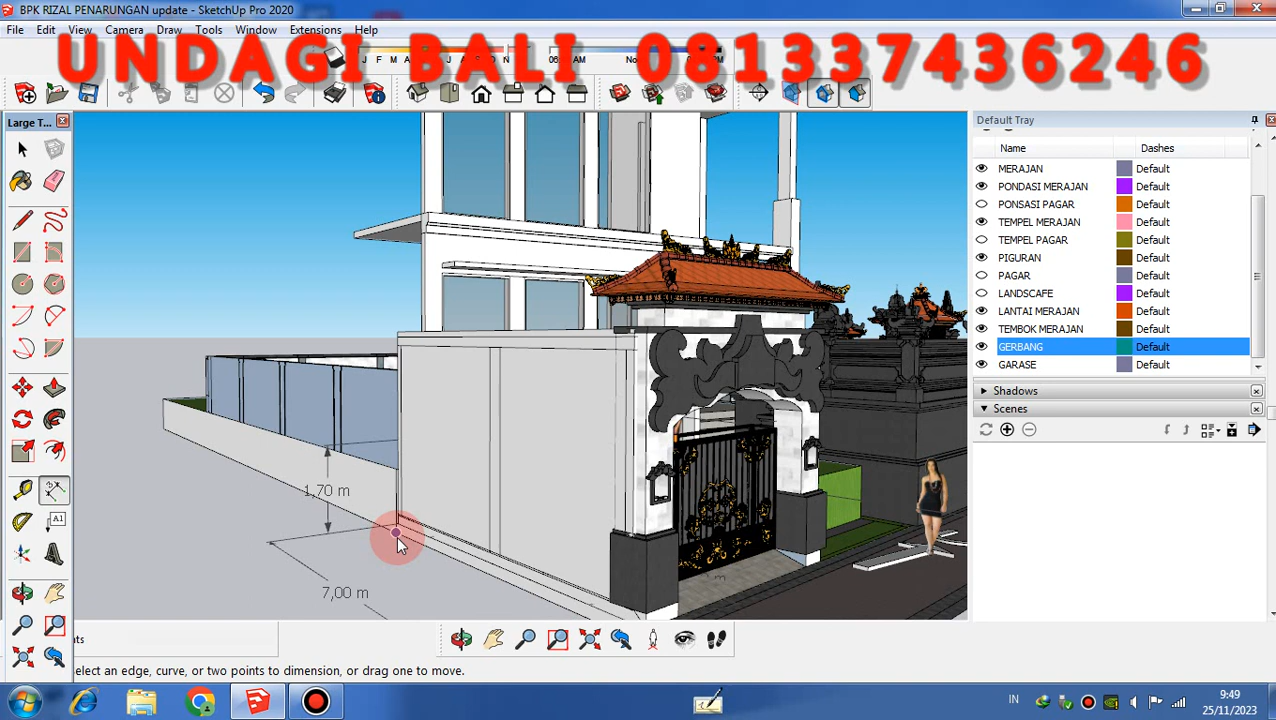 BPK RIZAL PENARUNGAN update - SketchUp Pro 2020
File Edit View Camera Draw Tools Window Extensions Help
UNDAGI BALI 081337436246
J F M
Large T...
Default Tray
Name Dashes
MERAJAN Default
PONDASI MERAJAN Default
PONSASI PAGAR Default
TEMPEL MERAJAN Default
TEMPEL PAGAR Default
PIGURAN Default
PAGAR Default
LANDSCAFE Default
LANTAI MERAJAN Default
TEMBOK MERAJAN Default
GERBANG Default
GARASE Default
Shadows
Scenes
1,70 m
7,00 m
A1
elect an edge, curve, or two points to dimension, or drag one to move.
IN
9:49
25/11/2023